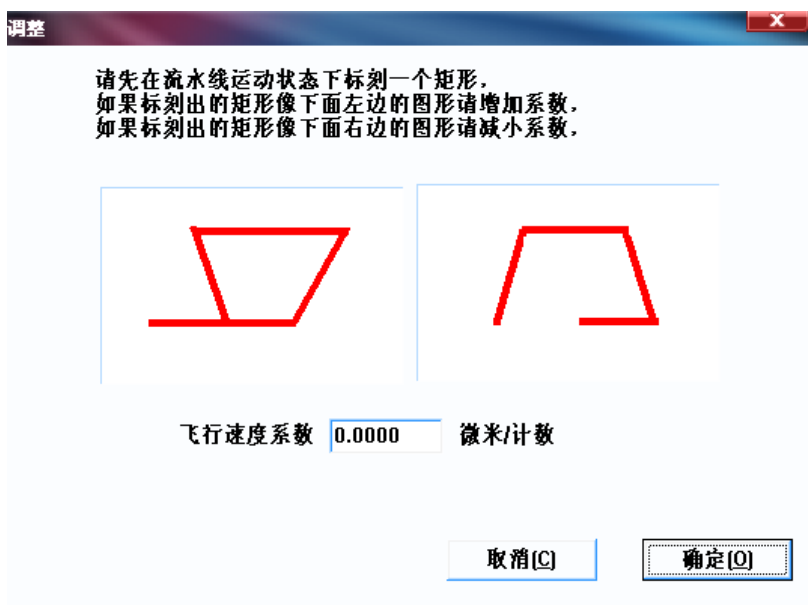 调整
x
请先在流水线运动状态下标刻一个矩形，
如果标刻出的矩形像下面左边的图形请增加系数，
如果标刻出的矩形像下面右边的图形请减小系数，
飞行速度系数 0.0000 微米/计数
取消(C) 确定(O)